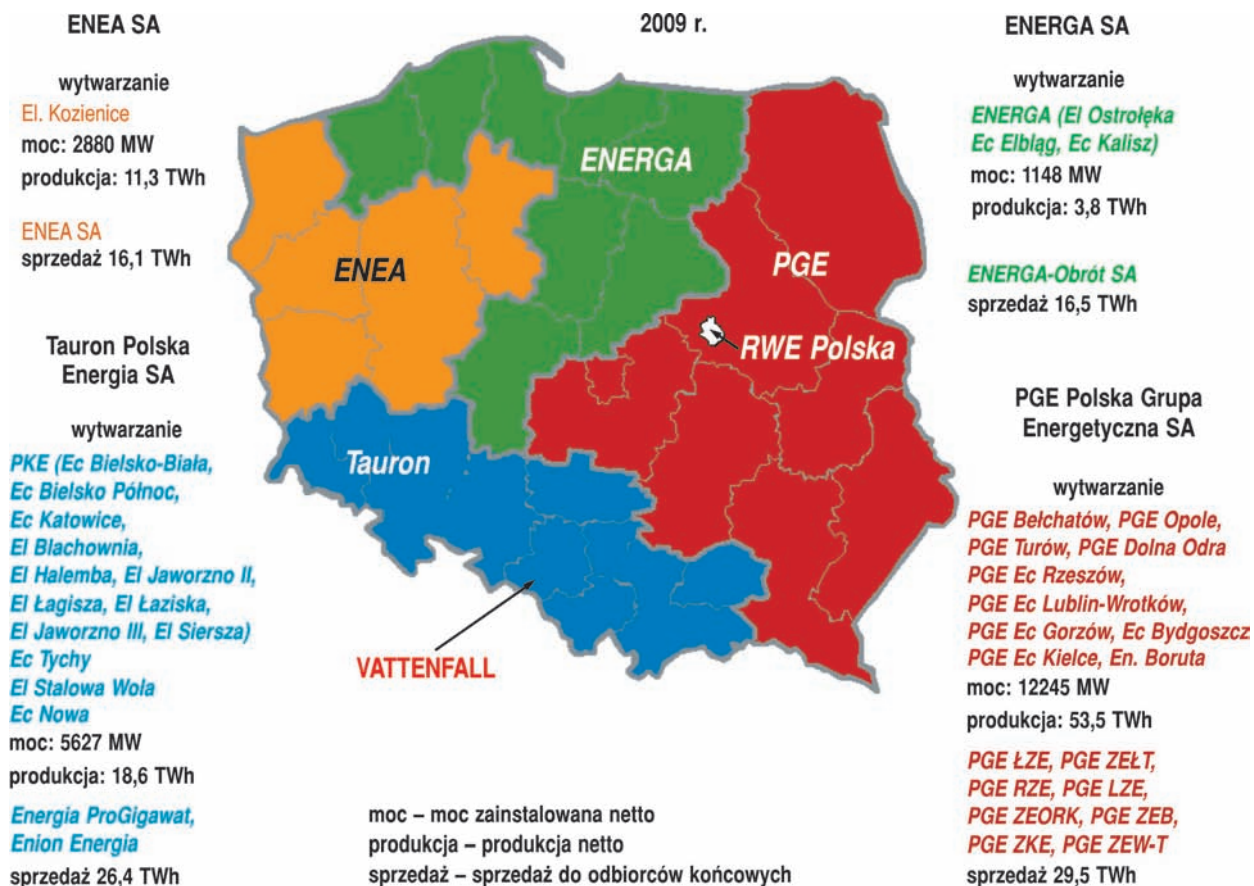 ENEA SA
wytwarzanie
El. Kozienice
moc: 2880 MW
produkcja: 11,3 TWh
ENEA SA
sprzedaż 16,1 TWh
Tauron Polska
Energia SA
wytwarzanie
PKE (Ec Bielsko-Biała,
Ec Bielsko Północ,
Ec Katowice,
El Blachownia,
El Halemba, El Jaworzno II,
El Łagisza, El Łaziska,
El Jaworzno III, El Siersza)
Ec Tychy
El Stalowa Wola
Ec Nowa
moc: 5627 MW
produkcja: 18,6 TWh
Energia ProGigawat,
Enion Energia
sprzedaż 26,4 TWh
2009 r.
ENERGA
ENEA
PGE
RWE Polska
Tauron
VATTENFALL
moc – moc zainstalowana netto
produkcja – produkcja netto
sprzedaż – sprzedaż do odbiorców końcowych
ENERGA SA
wytwarzanie
ENERGA (El Ostrołęka
Ec Elbląg, Ec Kalisz)
moc: 1148 MW
produkcja: 3,8 TWh
ENERGA-Obrót SA
sprzedaż 16,5 TWh
PGE Polska Grupa
Energetyczna SA
wytwarzanie
PGE Bełchatów, PGE Opole,
PGE Turów, PGE Dolna Odra
PGE Ec Rzeszów,
PGE Ec Lublin-Wrotków,
PGE Ec Gorzów, Ec Bydgoszcz
PGE Ec Kielce, En. Boruta
moc: 12245 MW
produkcja: 53,5 TWh
PGE ŁZE, PGE ZEŁT,
PGE RZE, PGE LZE,
PGE ZEORK, PGE ZEB,
PGE ZKE, PGE ZEW-T
sprzedaż 29,5 TWh